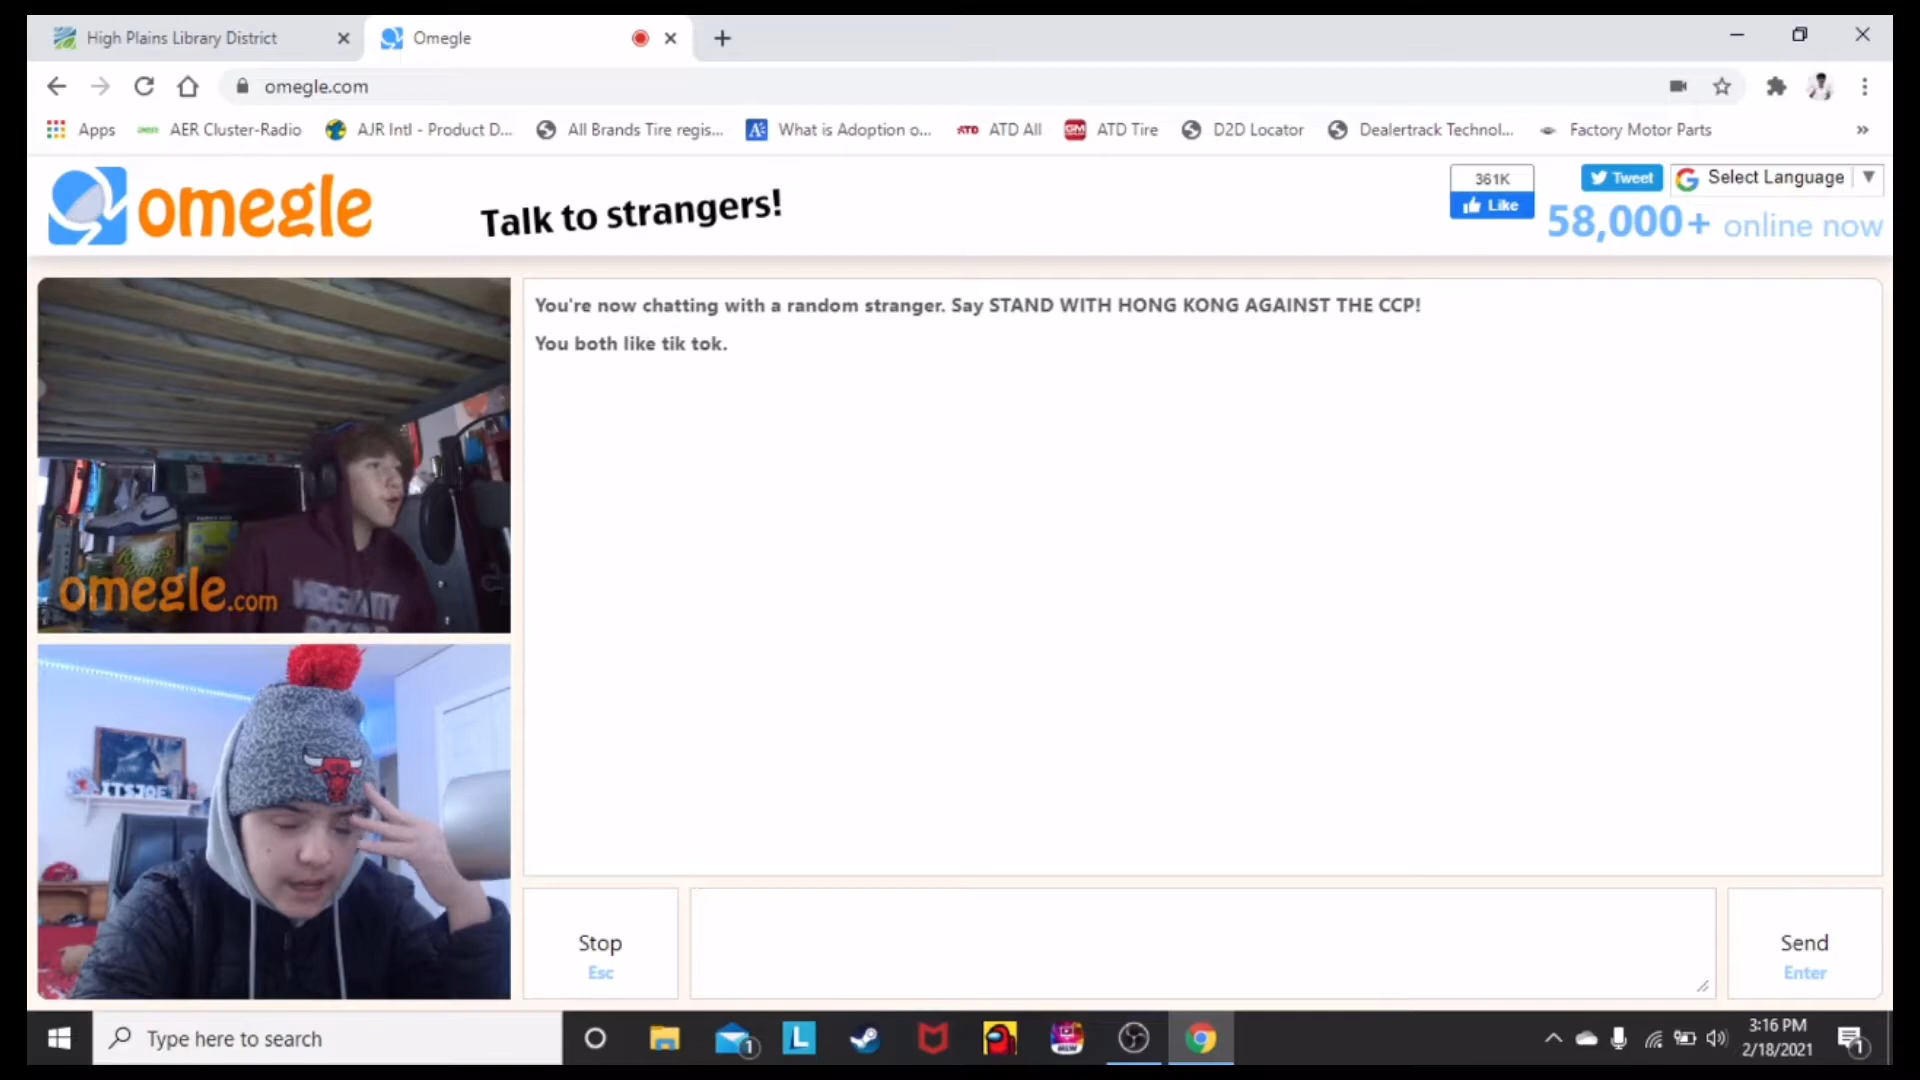 High Plains Library District
Omegle
omegle.com
Apps
AER Cluster-Radio
AJR Intl - Product D...
All Brands Tire regis...
What is Adoption o...
ATD All
ATD Tire
D2D Locator
Dealertrack Technol...
Factory Motor Parts
omegle
Talk to strangers!
361K
Like
Tweet
Select Language
58,000+ online now
omegle.com
ITSJOE
You're now chatting with a random stranger. Say STAND WITH HONG KONG AGAINST THE CCP!
You both like tik tok.
Stop
Esc
Send
Enter
Type here to search
3:16 PM
2/18/2021